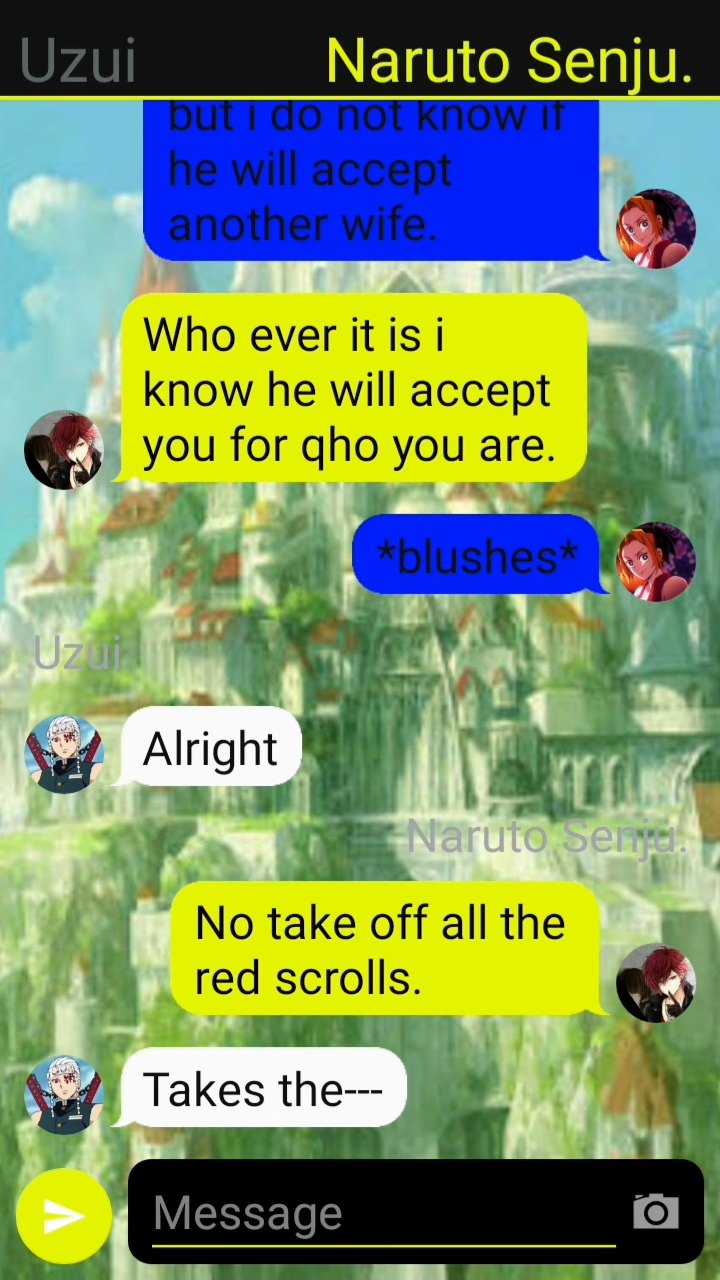 Uzui Naruto Senju.
but i do not know if
he will accept
another wife.
Who ever it is i
know he will accept
you for qho you are.
*blushes*
Uzui
Alright
Naruto Senju.
No take off all the
red scrolls.
Takes the---
Message